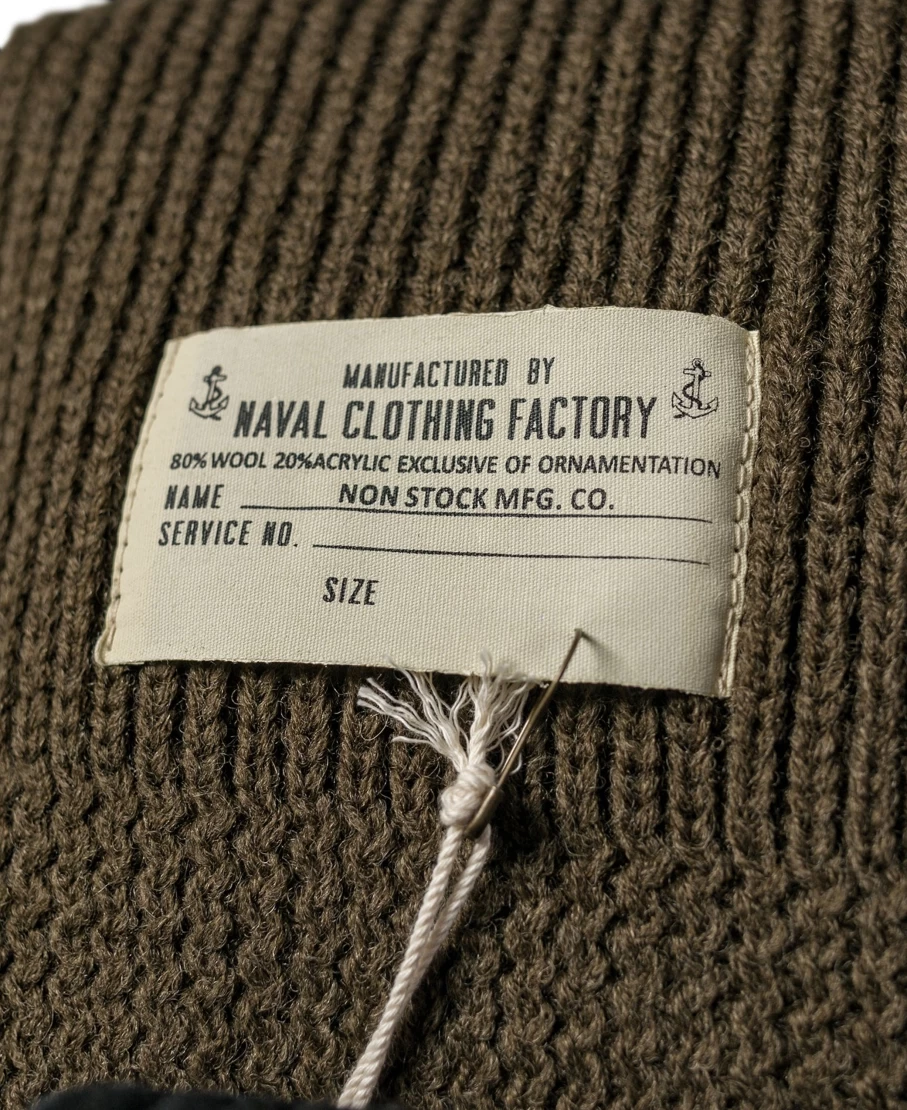 MANUFACTURED BY
NAVAL CLOTHING FACTORY
80% WOOL 20%ACRYLIC EXCLUSIVE OF ORNAMENTATION
NAME NON STOCK MFG. CO.
SERVICE NO.
SIZE